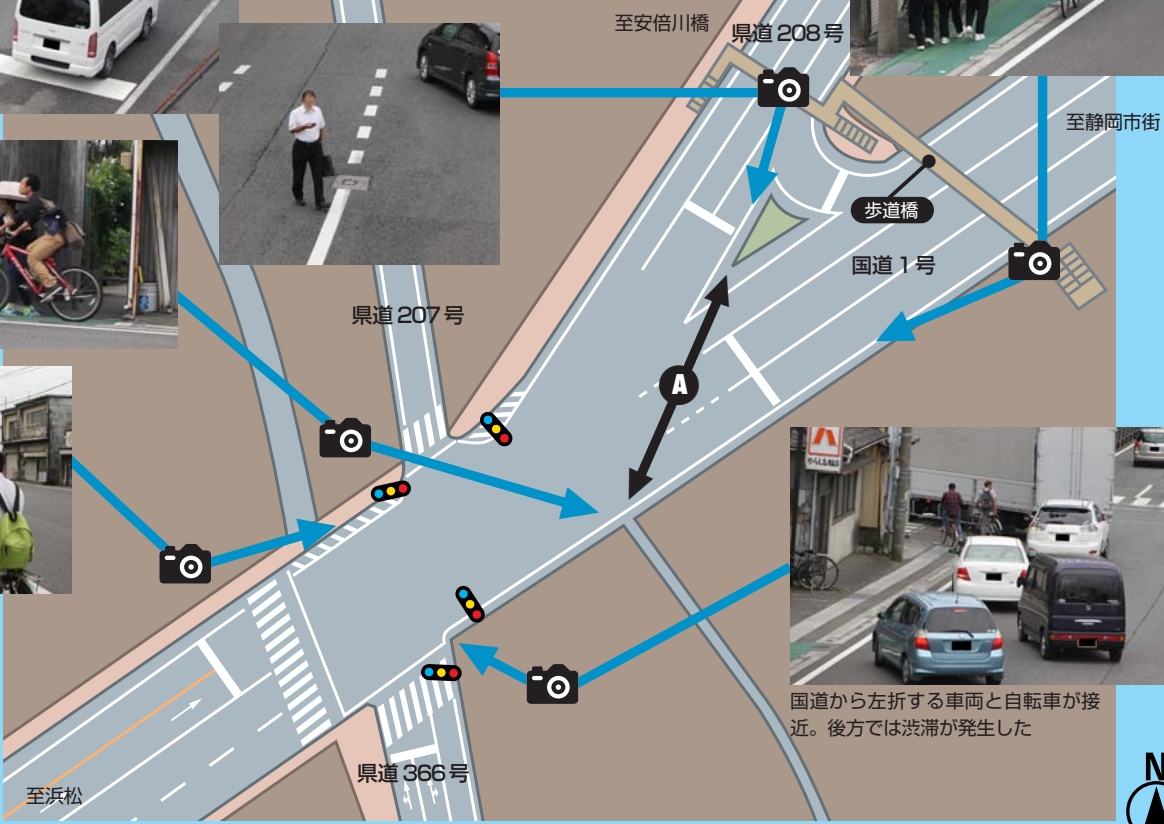 至安倍川橋
県道208号
至静岡市街
歩道橋
国道1号
県道207号
A
国道から左折する車両と自転車が接
近。後方では渋滞が発生した
県道366号
至浜松
N